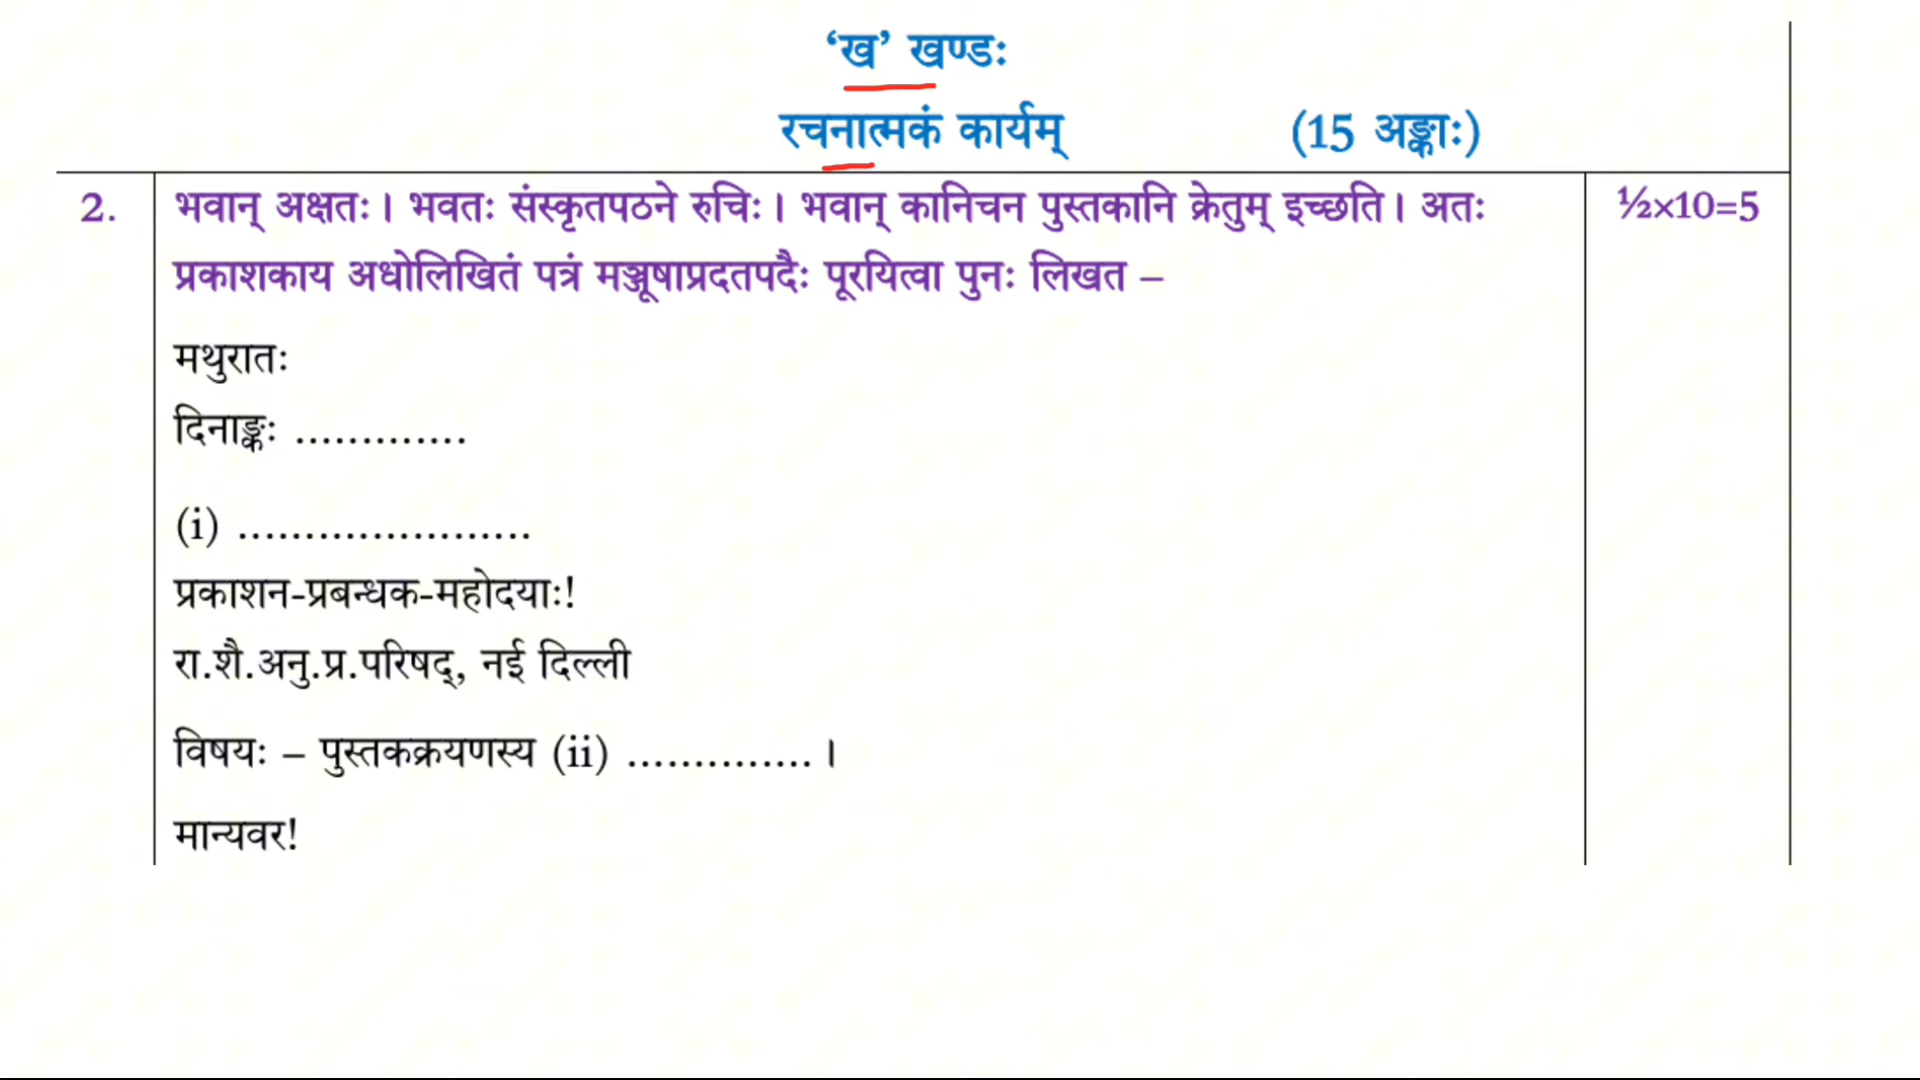 ‘ख’ खण्डः
रचनात्मकं कार्यम् (15 अङ्काः)
2. भवान् अक्षतः। भवतः संस्कृतपठने रुचिः। भवान् कानिचन पुस्तकानि क्रेतुम् इच्छति। अतः ½×10=5
प्रकाशकाय अधोलिखितं पत्रं मञ्जूषाप्रदतपदैः पूरयित्वा पुनः लिखत –
मथुरातः
दिनाङ्कः .............
(i) ......................
प्रकाशन-प्रबन्धक-महोदयाः!
रा.शै.अनु.प्र.परिषद्, नई दिल्ली
विषयः – पुस्तकक्रयणस्य (ii) .............. ।
मान्यवर!